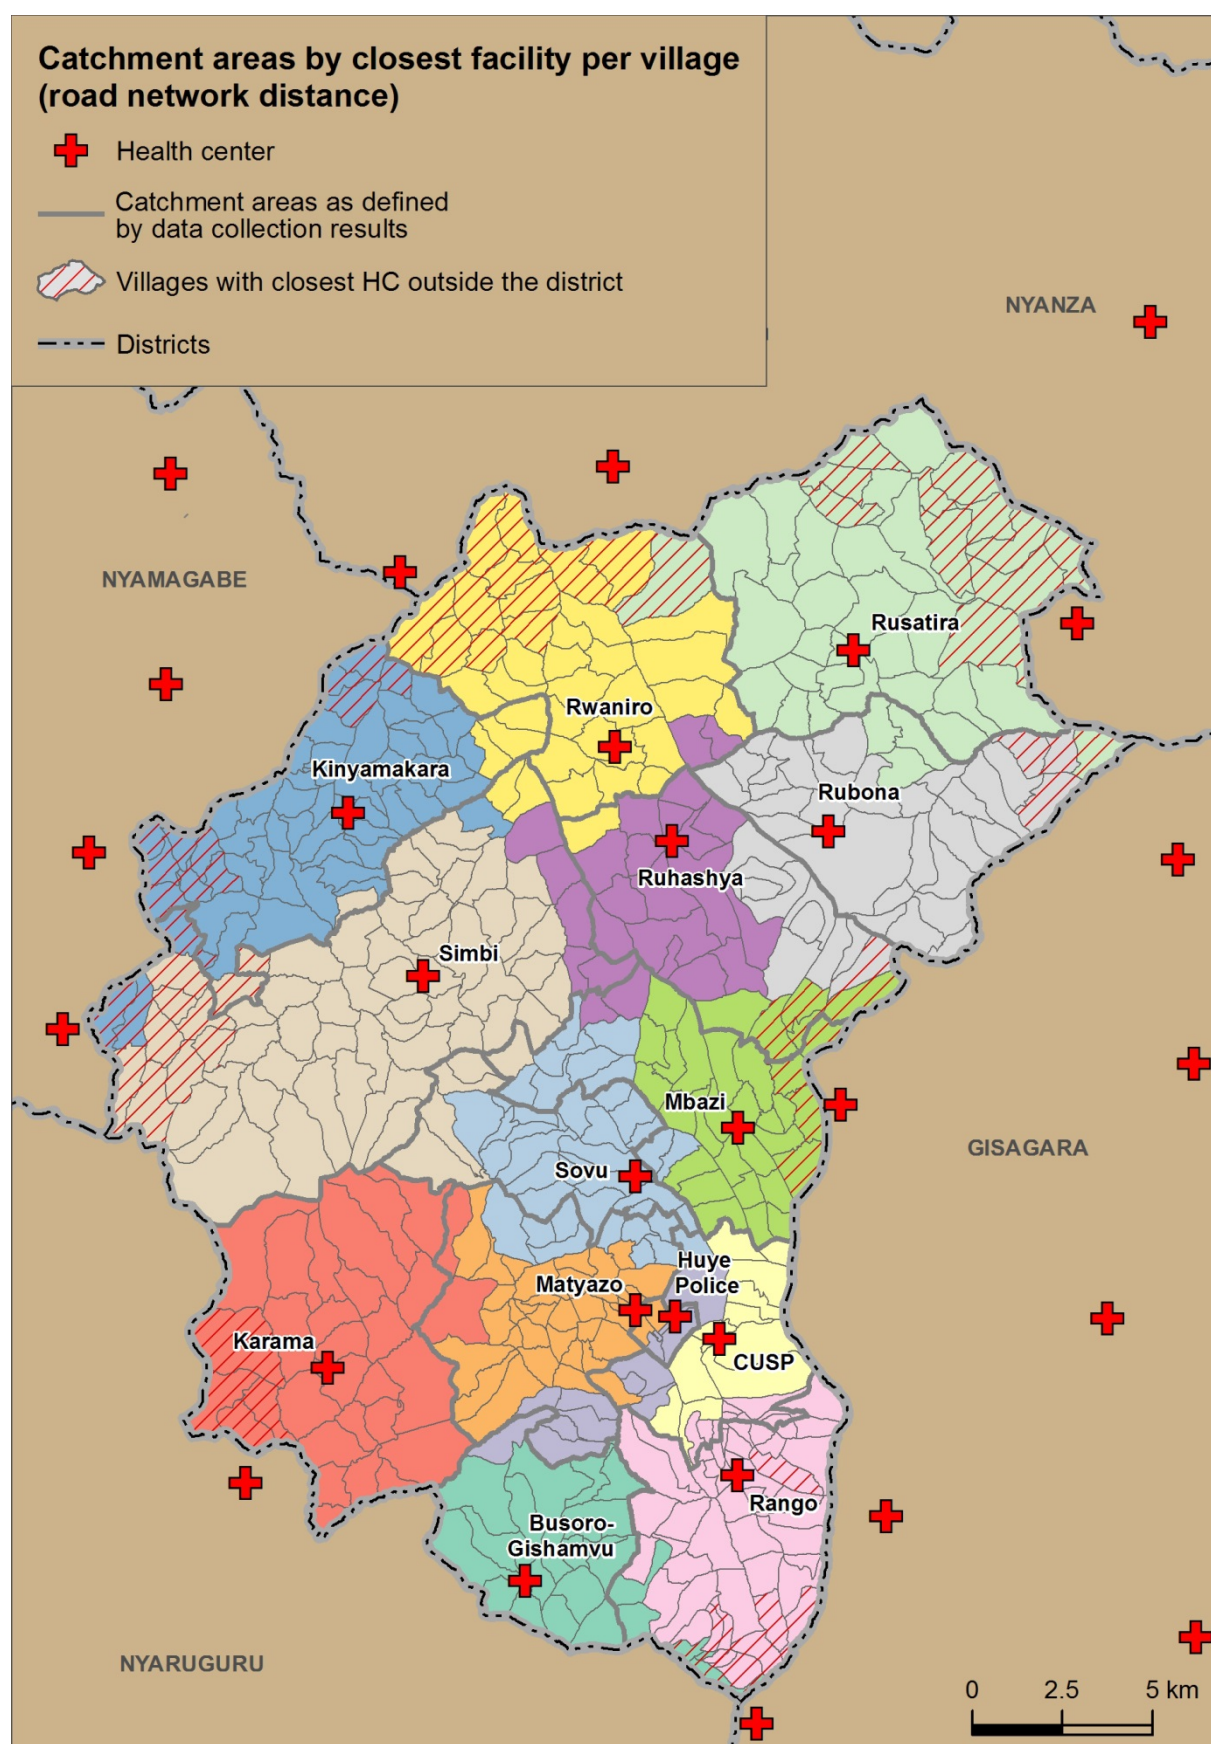 Catchment areas by closest facility per village
(road network distance)
Health center
Catchment areas as defined
by data collection results
Villages with closest HC outside the district
Districts
NYANZA
NYAMAGABE
Rusatira
Rwaniro
Kinyamakara
Rubona
Ruhashya
Simbi
Mbazi
GISAGARA
Sovu
Huye
Police
Matyazo
Karama
CUSP
Rango
Busoro-
Gishamvu
NYARUGURU
0 2.5 5 km